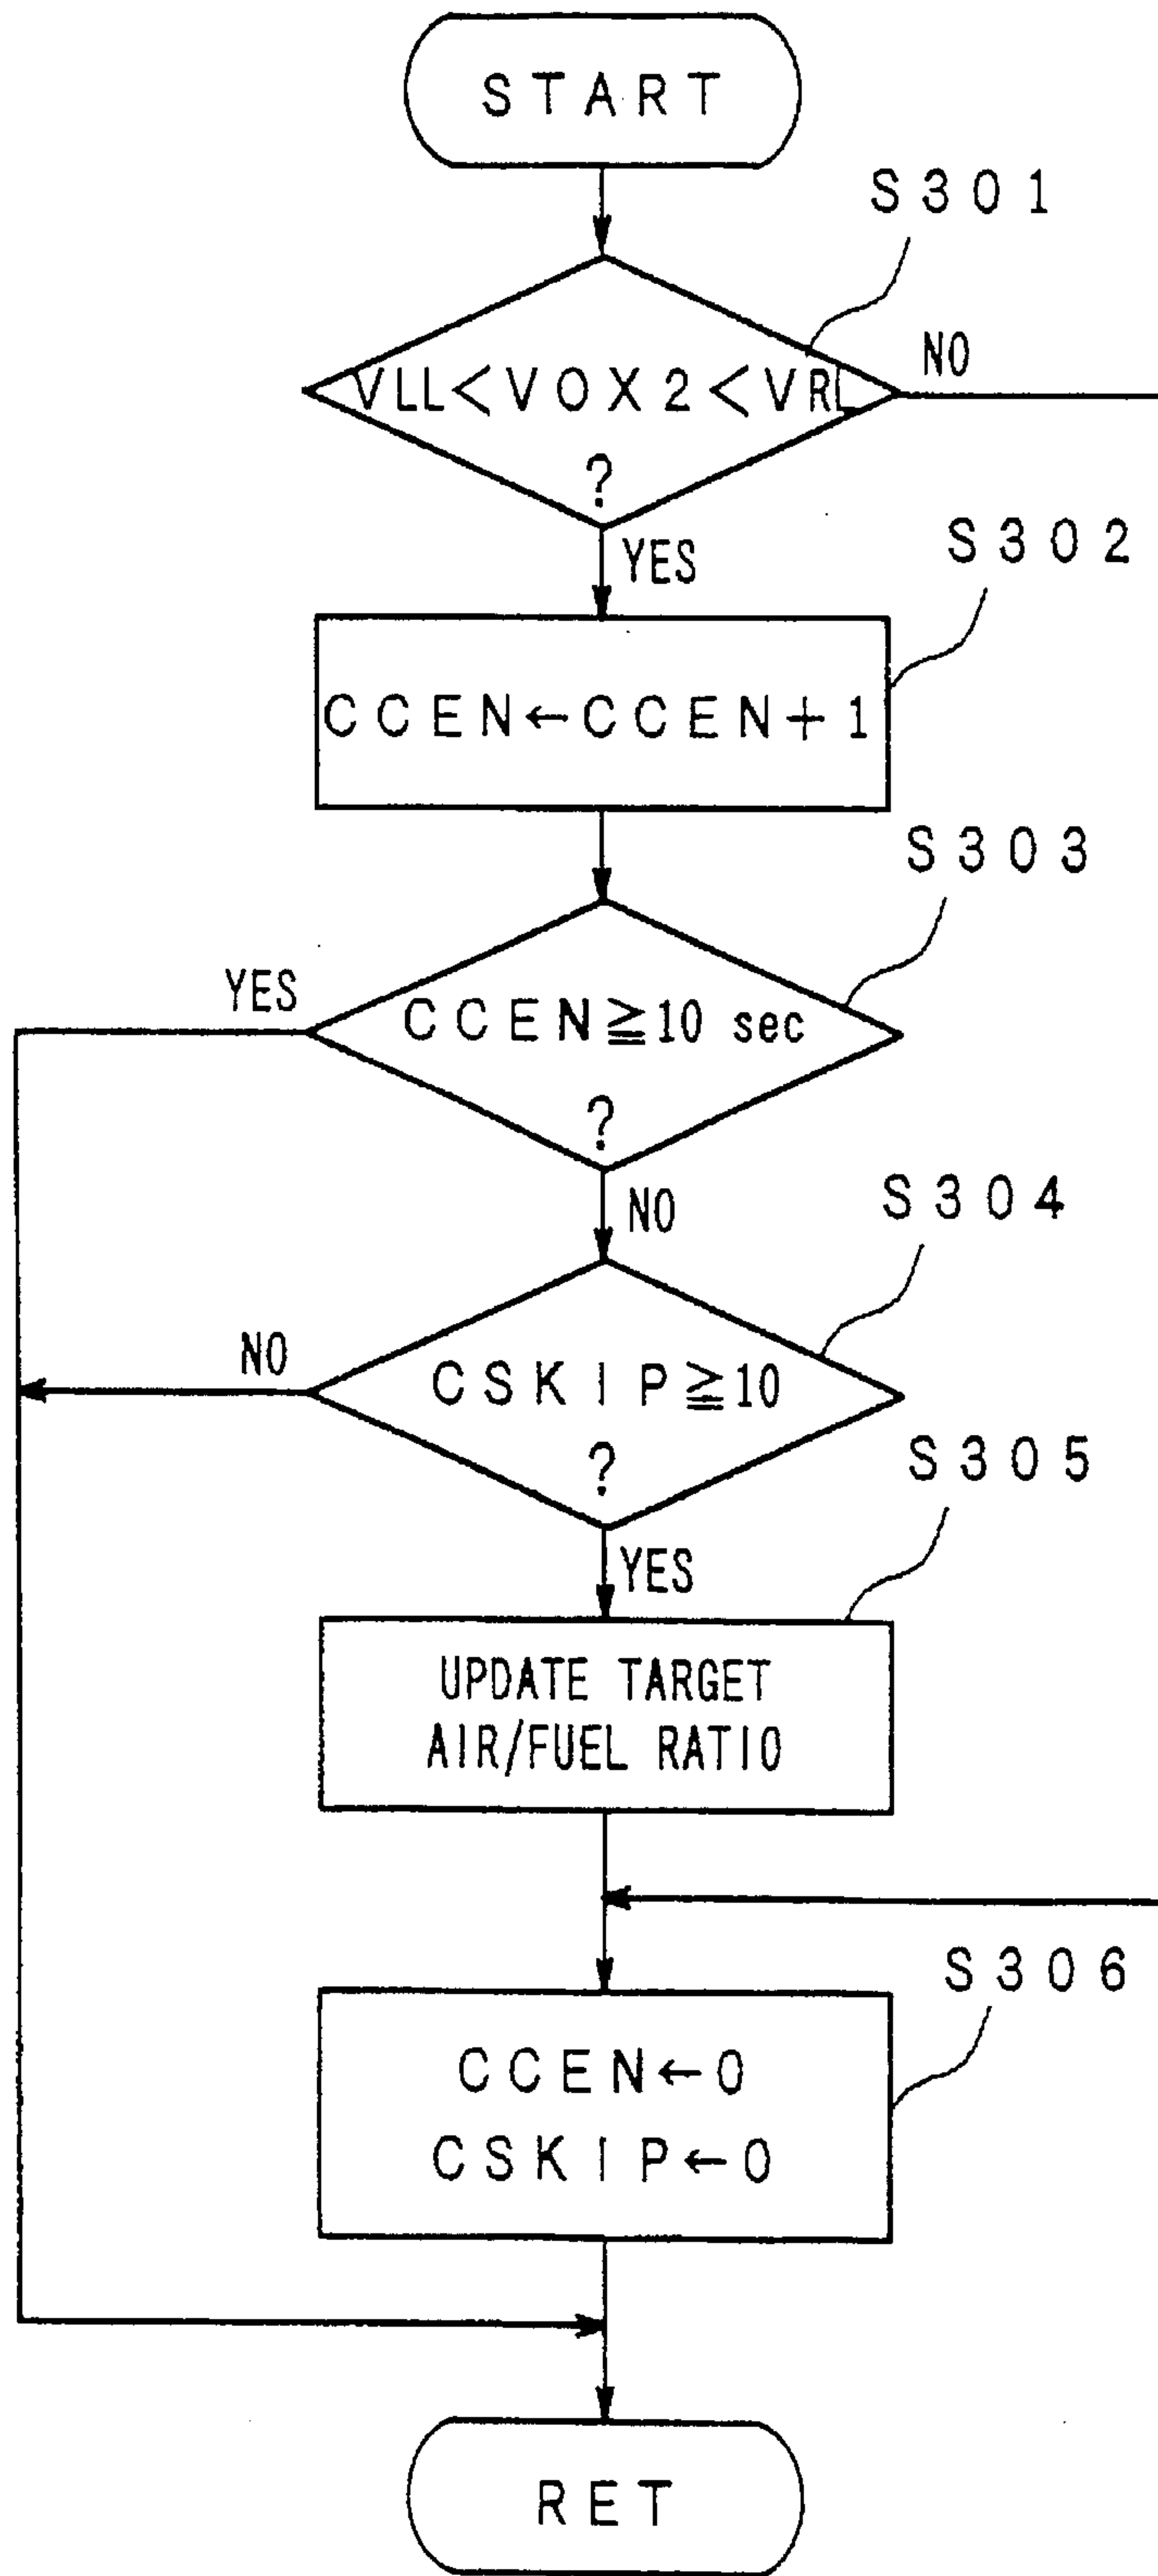 START
S301
VLL<VOX2<VRL
?
NO
YES
S302
CCEN←CCEN+1
S303
YES
CCEN≧10 sec
?
NO
S304
NO
CSKIP≧10
?
S305
YES
UPDATE TARGET
AIR/FUEL RATIO
S306
CCEN←0
CSKIP←0
RET